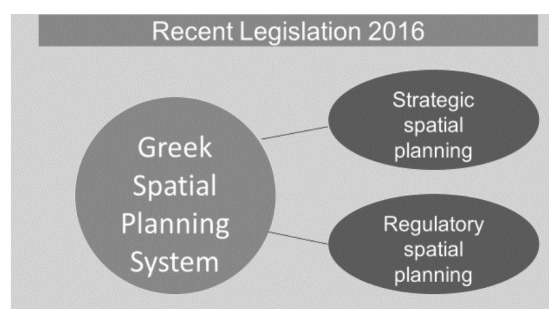 Recent Legislation 2016
Greek
Spatial
Planning
System
Strategic
spatial
planning
Regulatory
spatial
planning